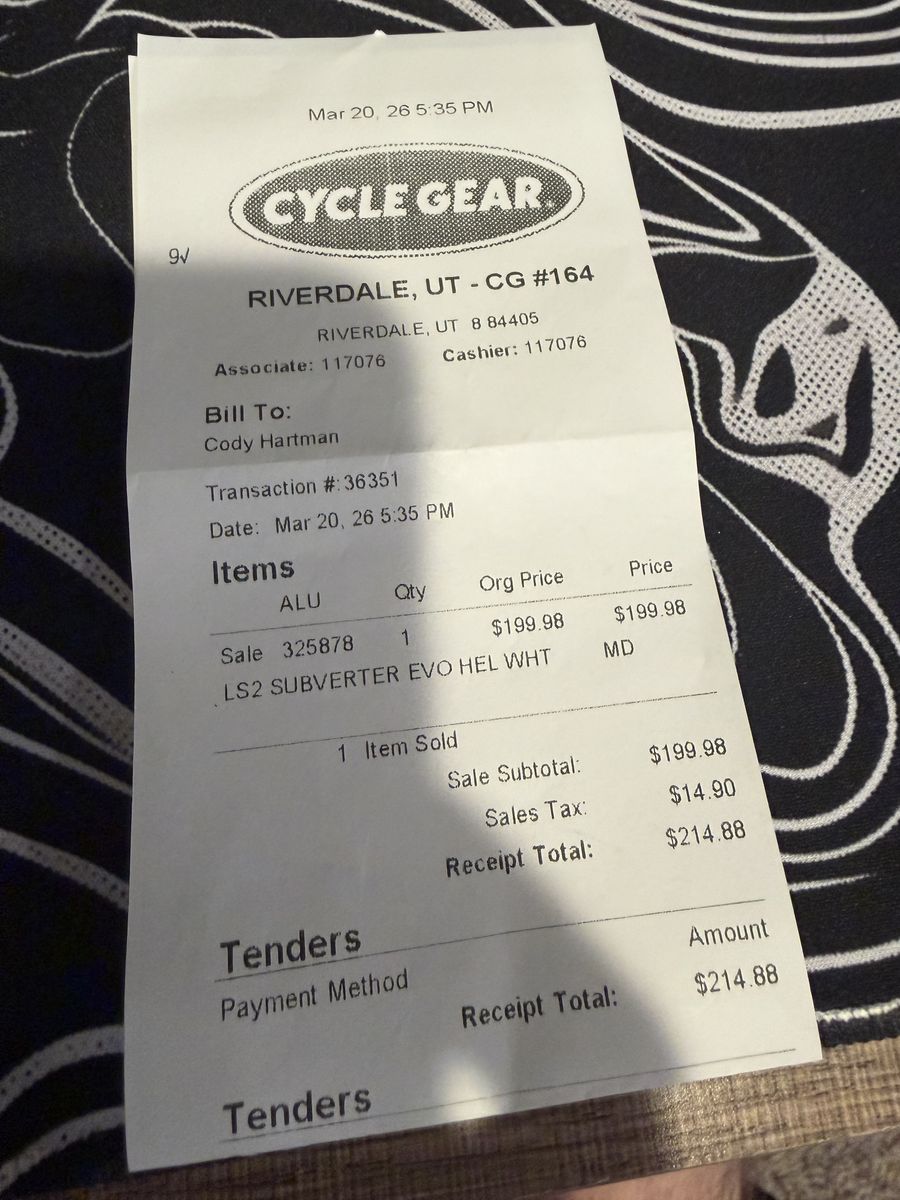 Mar 20, 26 5:35 PM
CYCLE GEAR.
9√
RIVERDALE, UT - CG #164
RIVERDALE, UT 8 84405
Associate: 117076 Cashier: 117076
Bill To:
Cody Hartman
Transaction #: 36351
Date: Mar 20, 26 5:35 PM
Items
ALU Qty Org Price Price
Sale 325878 1 $199.98 $199.98
LS2 SUBVERTER EVO HEL WHT MD
1 Item Sold
Sale Subtotal: $199.98
Sales Tax: $14.90
Receipt Total: $214.88
Tenders
Payment Method Amount
Receipt Total: $214.88
Tenders